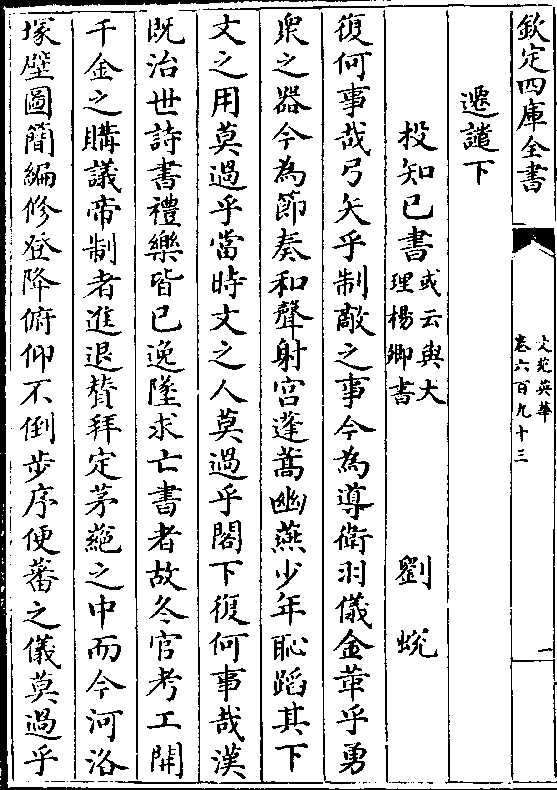 欽定四庫全書
文苑英華
卷六百九十三
一
遷謔下
投知已書或云與大理楊卿書 劉蛻
復何事哉弓矢乎制敵之事今為導衛羽儀金革乎勇
衆之器今為節奏和聲射宫蓬蒿幽燕少年恥蹈其下
文之用莫過乎當時文之人莫過乎閣下復何事哉漢
既治世詩書禮樂皆已逸墜求亡書者故冬官考工開
千金之購議帝制者進退贊拜定茅蕝之中而今河洛
塚壁圖簡編修登降俯仰不倒步序便蕃之儀莫過乎